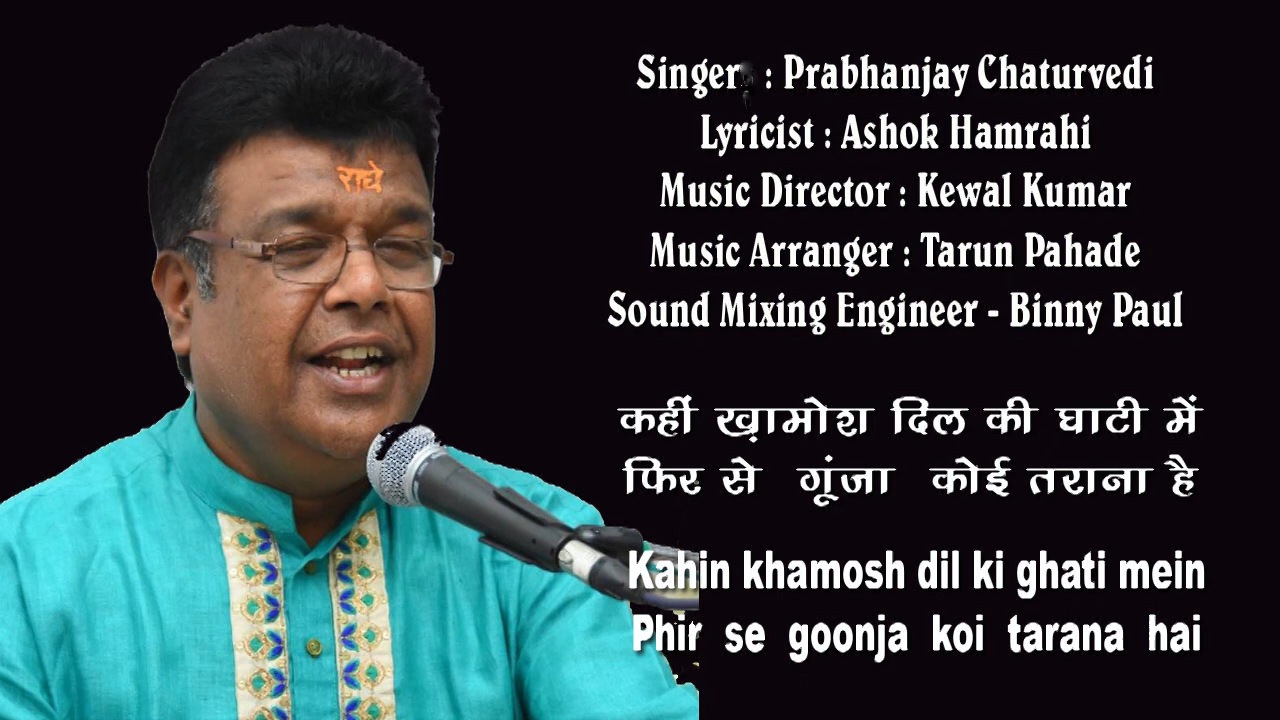 राधे
Singer : Prabhanjay Chaturvedi
Lyricist : Ashok Hamrahi
Music Director : Kewal Kumar
Music Arranger : Tarun Pahade
Sound Mixing Engineer - Binny Paul
कहीं ख़ामोश दिल की घाटी में
फिर से गूंजा कोई तराना है
Kahin khamosh dil ki ghati mein
Phir se goonja koi tarana hai